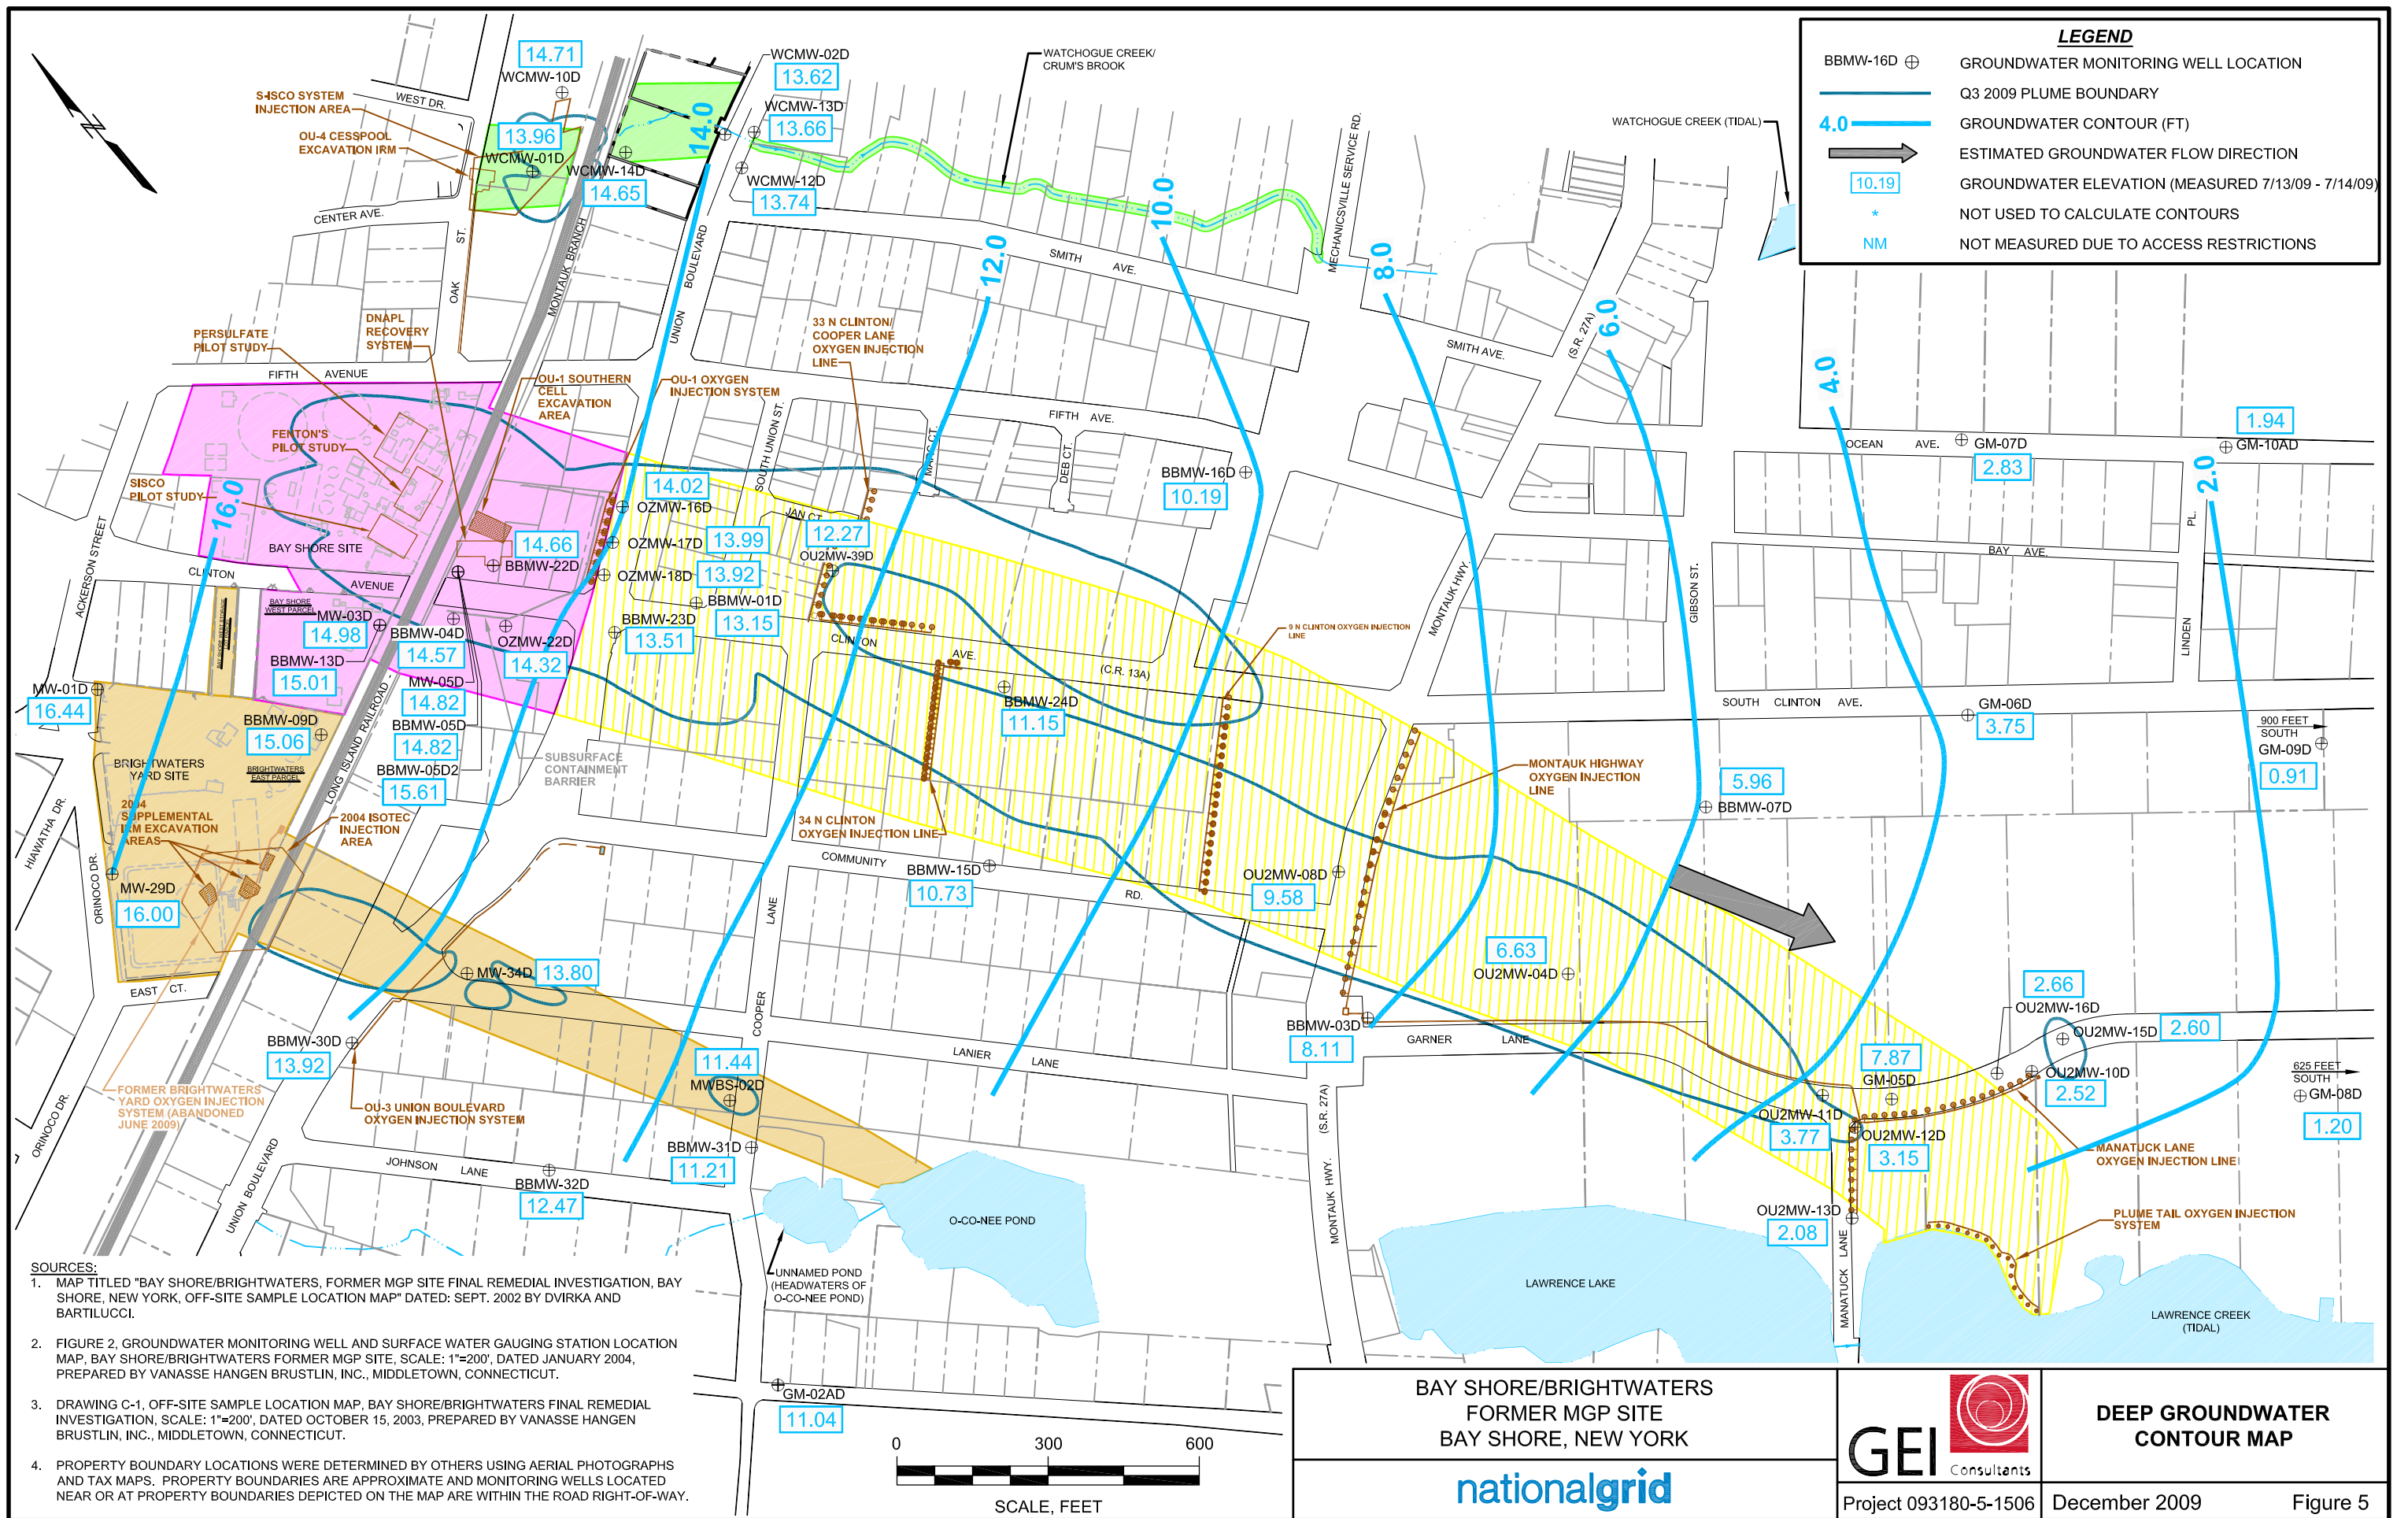 LEGEND
BBMW-16D
GROUNDWATER MONITORING WELL LOCATION
Q3 2009 PLUME BOUNDARY
4.0
GROUNDWATER CONTOUR (FT)
ESTIMATED GROUNDWATER FLOW DIRECTION
10.19
GROUNDWATER ELEVATION (MEASURED 7/13/09 - 7/14/09)
*
NOT USED TO CALCULATE CONTOURS
NM
NOT MEASURED DUE TO ACCESS RESTRICTIONS
N
14.71
WCMW-10D
WCMW-02D
13.62
WCMW-13D
13.66
WATCHOGUE CREEK/
CRUM'S BROOK
WATCHOGUE CREEK (TIDAL)
S-ISCO SYSTEM
INJECTION AREA
WEST DR.
OU-4 CESSPOOL
EXCAVATION IRM
13.96
WCMW-01D
WCMW-14D
14.65
14.0
WCMW-12D
13.74
CENTER AVE.
OAK
ST.
MONTAUK BRANCH
UNION
BOULEVARD
SMITH
AVE.
MECHANICSVILLE SERVICE RD.
10.0
12.0
8.0
6.0
4.0
2.0
16.0
(S.R. 27A)
SMITH AVE.
PERSULFATE
PILOT STUDY
DNAPL
RECOVERY
SYSTEM
33 N CLINTON/
COOPER LANE
OXYGEN INJECTION
LINE
FIFTH AVENUE
OU-1 SOUTHERN
CELL
EXCAVATION
AREA
OU-1 OXYGEN
INJECTION SYSTEM
FENTON'S
PILOT STUDY
SISCO
PILOT STUDY
SOUTH UNION ST.
FIFTH AVE.
MARC CT.
DEB CT.
JAN CT.
OCEAN AVE.
GM-07D
2.83
1.94
GM-10AD
BBMW-16D
10.19
ACKERSON STREET
BAY SHORE SITE
CLINTON
AVENUE
14.02
OZMW-16D
OZMW-17D
13.99
OZMW-18D
13.92
12.27
OU2MW-39D
14.66
BBMW-22D
BBMW-01D
13.15
BBMW-23D
13.51
BAY AVE.
LINDEN
PL.
GIBSON ST.
MONTAUK HWY.
BAY SHORE
WEST PARCEL
MW-03D
14.98
BBMW-04D
14.57
OZMW-22D
14.32
BBMW-13D
15.01
MW-05D
14.82
BBMW-05D
14.82
BBMW-05D2
15.61
CLINTON
AVE.
(C.R. 13A)
9 N CLINTON OXYGEN INJECTION
LINE
MW-01D
16.44
BBMW-09D
15.06
BRIGHTWATERS
YARD SITE
BRIGHTWATERS
EAST PARCEL
LONG ISLAND RAILROAD -
SUBSURFACE
CONTAINMENT
BARRIER
BBMW-24D
11.15
SOUTH CLINTON AVE.
GM-06D
3.75
900 FEET
SOUTH
GM-09D
0.91
MONTAUK HIGHWAY
OXYGEN INJECTION
LINE
5.96
BBMW-07D
HIAWATHA DR.
ORINOCO DR.
2004
SUPPLEMENTAL
IRM EXCAVATION
AREAS
2004 ISOTEC
INJECTION
AREA
34 N CLINTON
OXYGEN INJECTION LINE
COMMUNITY
RD.
BBMW-15D
10.73
OU2MW-08D
9.58
MW-29D
16.00
LANE
COOPER
EAST CT.
MW-34D
13.80
6.63
OU2MW-04D
2.66
OU2MW-16D
OU2MW-15D
2.60
BBMW-30D
13.92
BBMW-03D
8.11
GARNER LANE
LANIER LANE
11.44
MWBS-02D
7.87
GM-05D
OU2MW-10D
2.52
625 FEET
SOUTH
GM-08D
1.20
FORMER BRIGHTWATERS
YARD OXYGEN INJECTION
SYSTEM (ABANDONED
JUNE 2009)
OU-3 UNION BOULEVARD
OXYGEN INJECTION SYSTEM
OU2MW-11D
3.77
OU2MW-12D
3.15
MANATUCK LANE
OXYGEN INJECTION LINE
ORINOCO DR.
UNION BOULEVARD
JOHNSON LANE
BBMW-31D
11.21
BBMW-32D
12.47
(S.R. 27A)
MONTAUK HWY.
OU2MW-13D
2.08
PLUME TAIL OXYGEN INJECTION
SYSTEM
O-CO-NEE POND
UNNAMED POND
(HEADWATERS OF
O-CO-NEE POND)
LAWRENCE LAKE
MANATUCK LANE
LAWRENCE CREEK
(TIDAL)
GM-02AD
11.04
SOURCES:
1. MAP TITLED "BAY SHORE/BRIGHTWATERS, FORMER MGP SITE FINAL REMEDIAL INVESTIGATION, BAY
SHORE, NEW YORK, OFF-SITE SAMPLE LOCATION MAP" DATED: SEPT. 2002 BY DVIRKA AND
BARTILUCCI.
2. FIGURE 2, GROUNDWATER MONITORING WELL AND SURFACE WATER GAUGING STATION LOCATION
MAP, BAY SHORE/BRIGHTWATERS FORMER MGP SITE, SCALE: 1"=200', DATED JANUARY 2004,
PREPARED BY VANASSE HANGEN BRUSTLIN, INC., MIDDLETOWN, CONNECTICUT.
3. DRAWING C-1, OFF-SITE SAMPLE LOCATION MAP, BAY SHORE/BRIGHTWATERS FINAL REMEDIAL
INVESTIGATION, SCALE: 1"=200', DATED OCTOBER 15, 2003, PREPARED BY VANASSE HANGEN
BRUSTLIN, INC., MIDDLETOWN, CONNECTICUT.
4. PROPERTY BOUNDARY LOCATIONS WERE DETERMINED BY OTHERS USING AERIAL PHOTOGRAPHS
AND TAX MAPS. PROPERTY BOUNDARIES ARE APPROXIMATE AND MONITORING WELLS LOCATED
NEAR OR AT PROPERTY BOUNDARIES DEPICTED ON THE MAP ARE WITHIN THE ROAD RIGHT-OF-WAY.
0 300 600
SCALE, FEET
BAY SHORE/BRIGHTWATERS
FORMER MGP SITE
BAY SHORE, NEW YORK
nationalgrid
GEI Consultants
Project 093180-5-1506
DEEP GROUNDWATER
CONTOUR MAP
December 2009
Figure 5